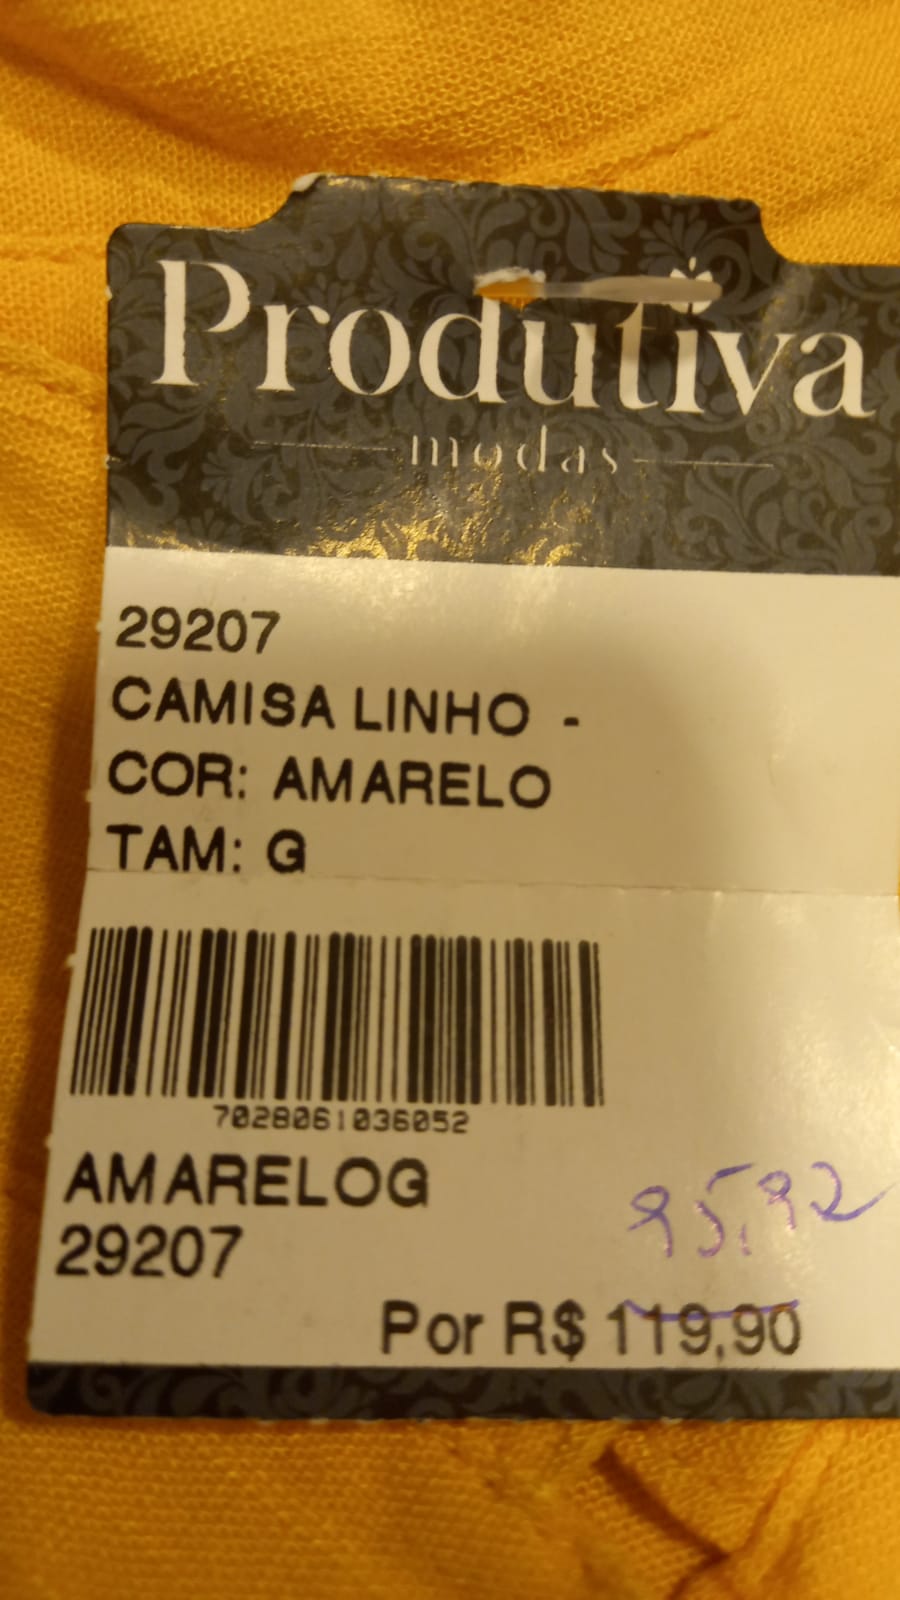 Produtiva
modas
29207
CAMISA LINHO -
COR: AMARELO
TAM: G
7028061036052
AMARELOG
29207
95,92
Por R$ 119,90